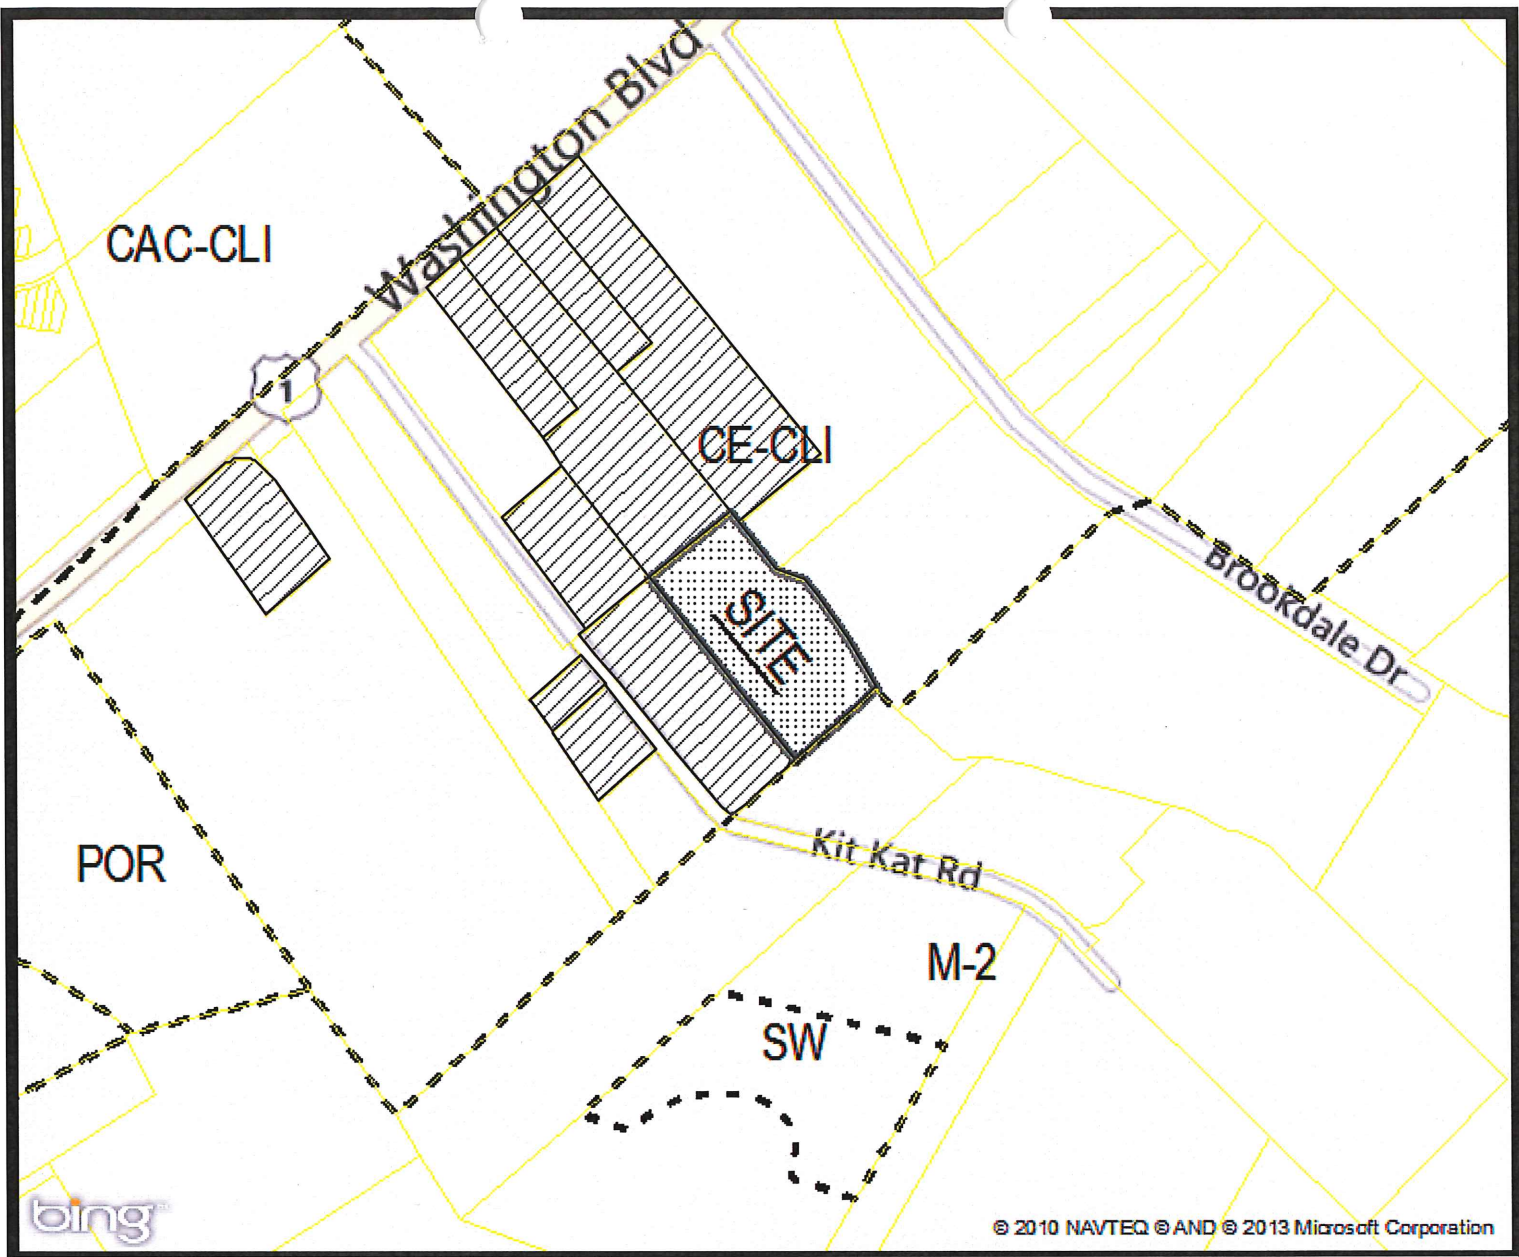 Washington Blvd
CAC-CLI
1
CE-CLI
SITE
Brookdale Dr
POR
Kit Kat Rd
M-2
SW
bing
© 2010 NAVTEQ © AND © 2013 Microsoft Corporation